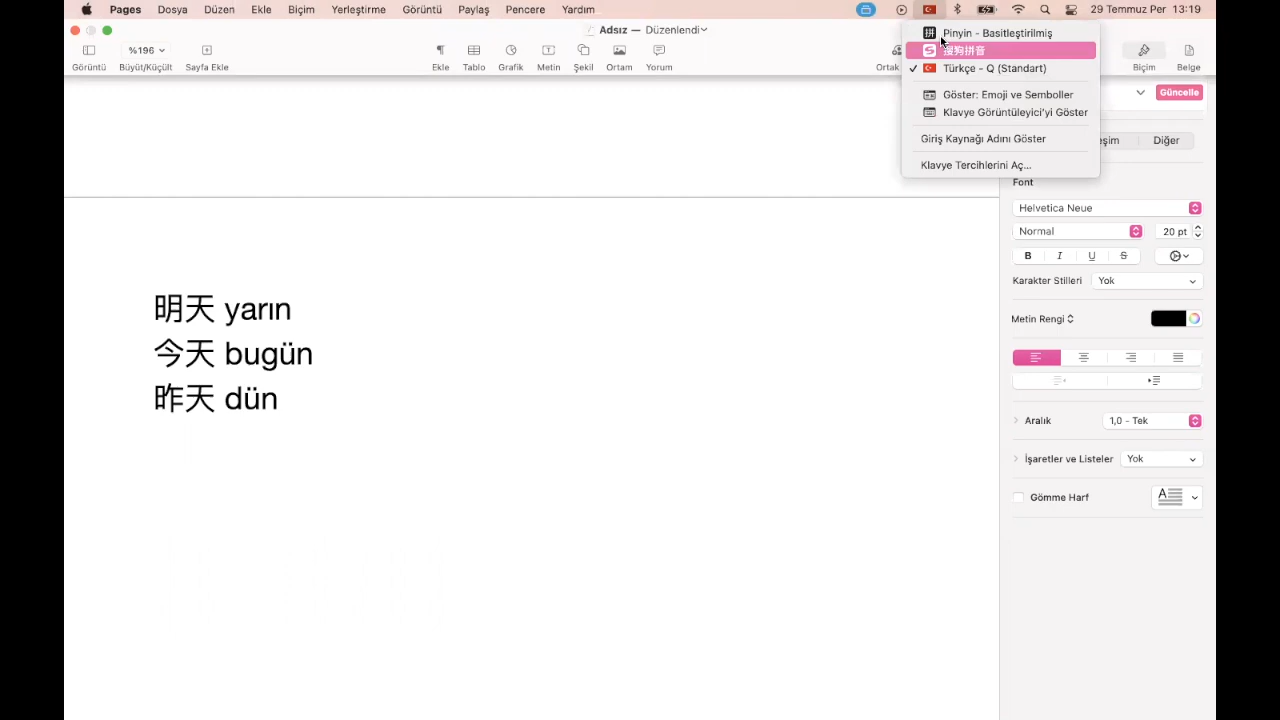 Pages Dosya Düzen Ekle Biçim Yerleştirme Görüntü Paylaş Pencere Yardım 29 Temmuz Per 13:19
Adsız — Düzenlendi
%196
Görüntü Büyüt/Küçült Sayfa Ekle Ekle Tablo Grafik Metin Şekil Ortam Yorum Ortak Biçim Belge
拼 Pinyin - Basitleştirilmiş
搜狗拼音
✓ Türkçe - Q (Standart)
Göster: Emoji ve Semboller
Klavye Görüntüleyici'yi Göster
Giriş Kaynağı Adını Göster
Klavye Tercihlerini Aç...
Güncelle
Diğer
Font
Helvetica Neue
Normal 20 pt
B I U S
Karakter Stilleri Yok
Metin Rengi
Aralık 1,0 - Tek
İşaretler ve Listeler Yok
Gömme Harf
明天 yarın
今天 bugün
昨天 dün